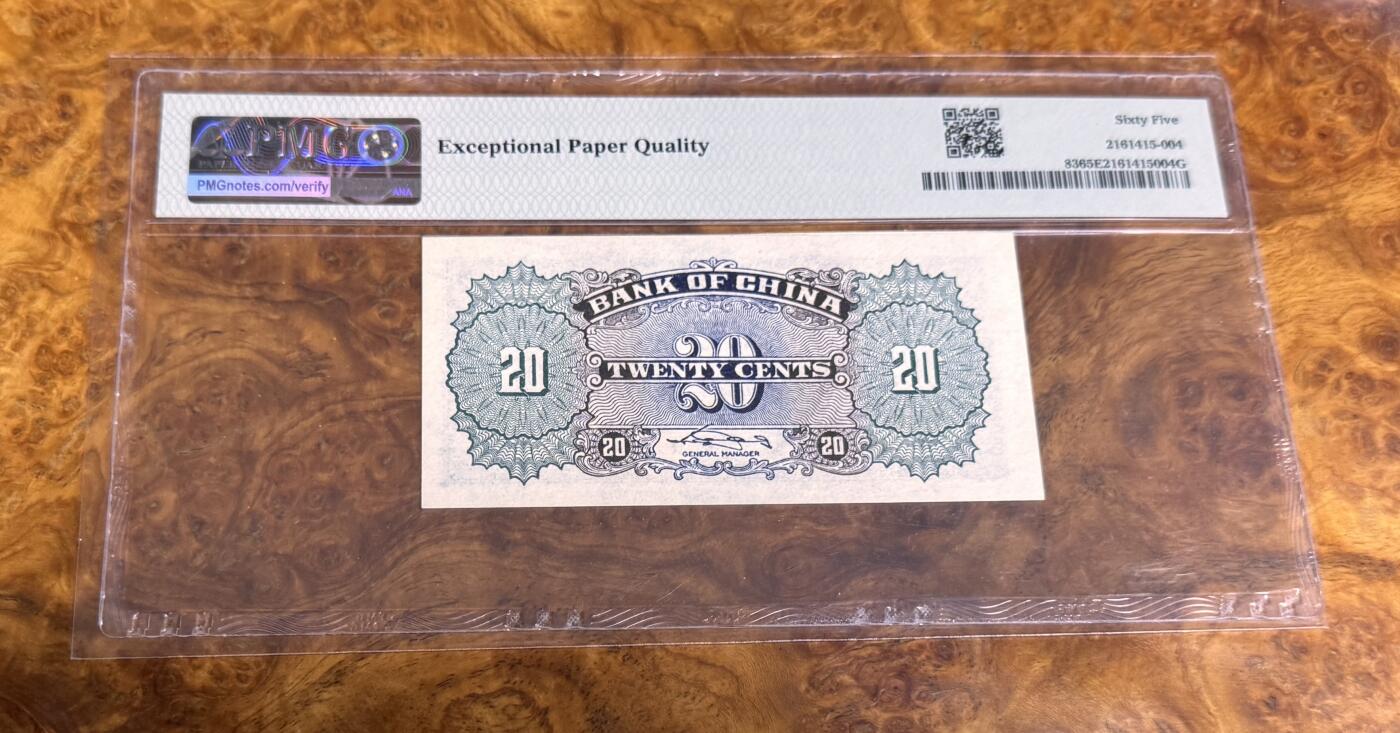 PMG
PMGnotes.com/verify
ANA
Exceptional Paper Quality
Sixty Five
2161415-004
8365E2161415004G
BANK OF CHINA
20
20
20
TWENTY CENTS
20
20
GENERAL MANAGER